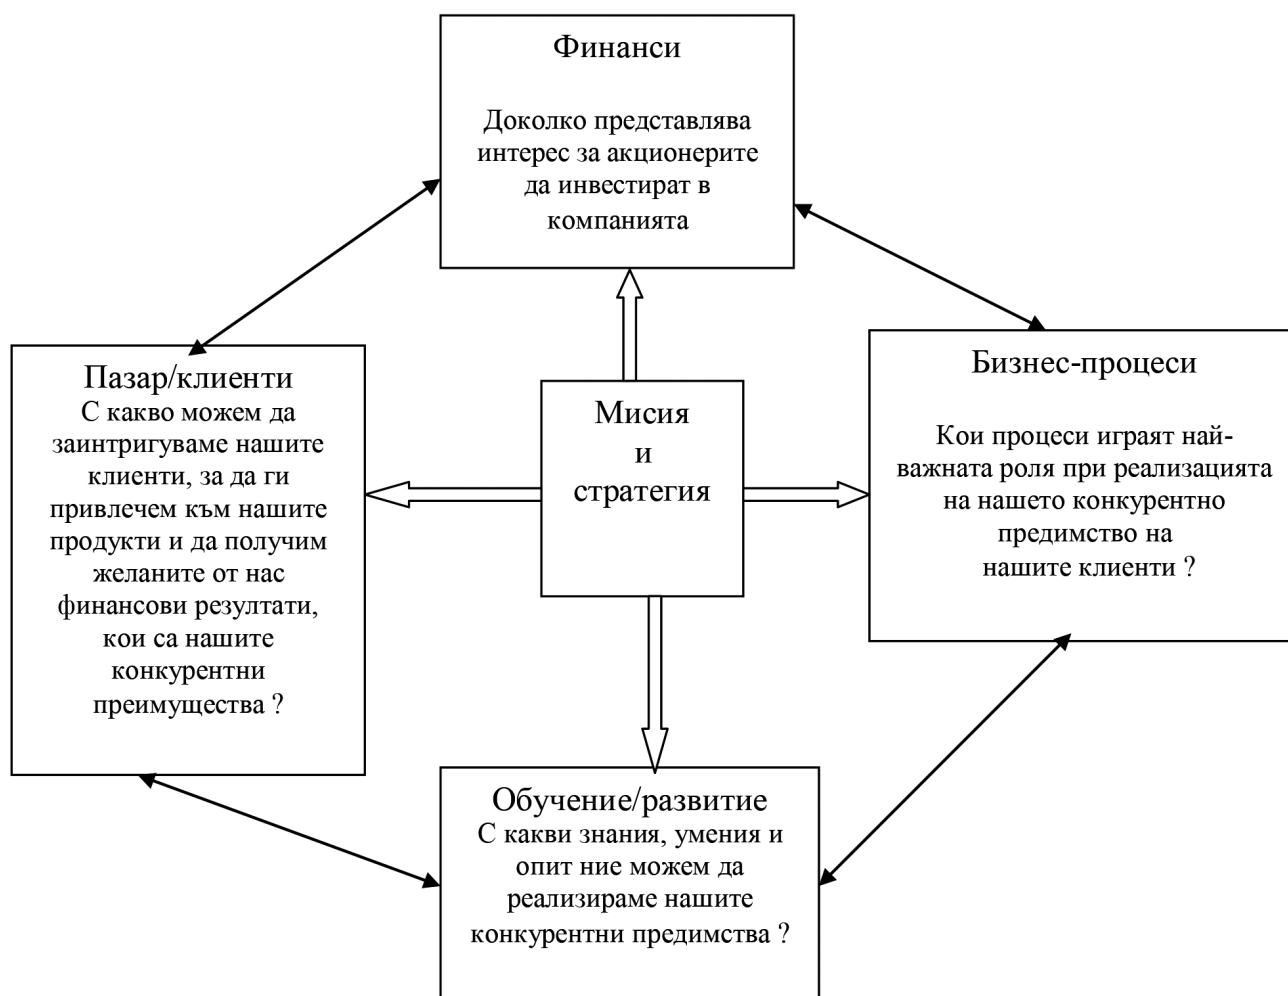 Финанси
Доколко представлява
интерес за акционерите
да инвестират в
компанията
Пазар/клиенти
С какво можем да
заинтригуваме нашите
клиенти, за да ги
привлечем към нашите
продукти и да получим
желаните от нас
финансови резултати,
кои са нашите
конкурентни
преимущества ?
Мисия
и
стратегия
Бизнес-процеси
Кои процеси играят най-
важната роля при реализацията
на нашето конкурентно
предимство на
нашите клиенти ?
Обучение/развитие
С какви знания, умения и
опит ние можем да
реализираме нашите
конкурентни предимства ?